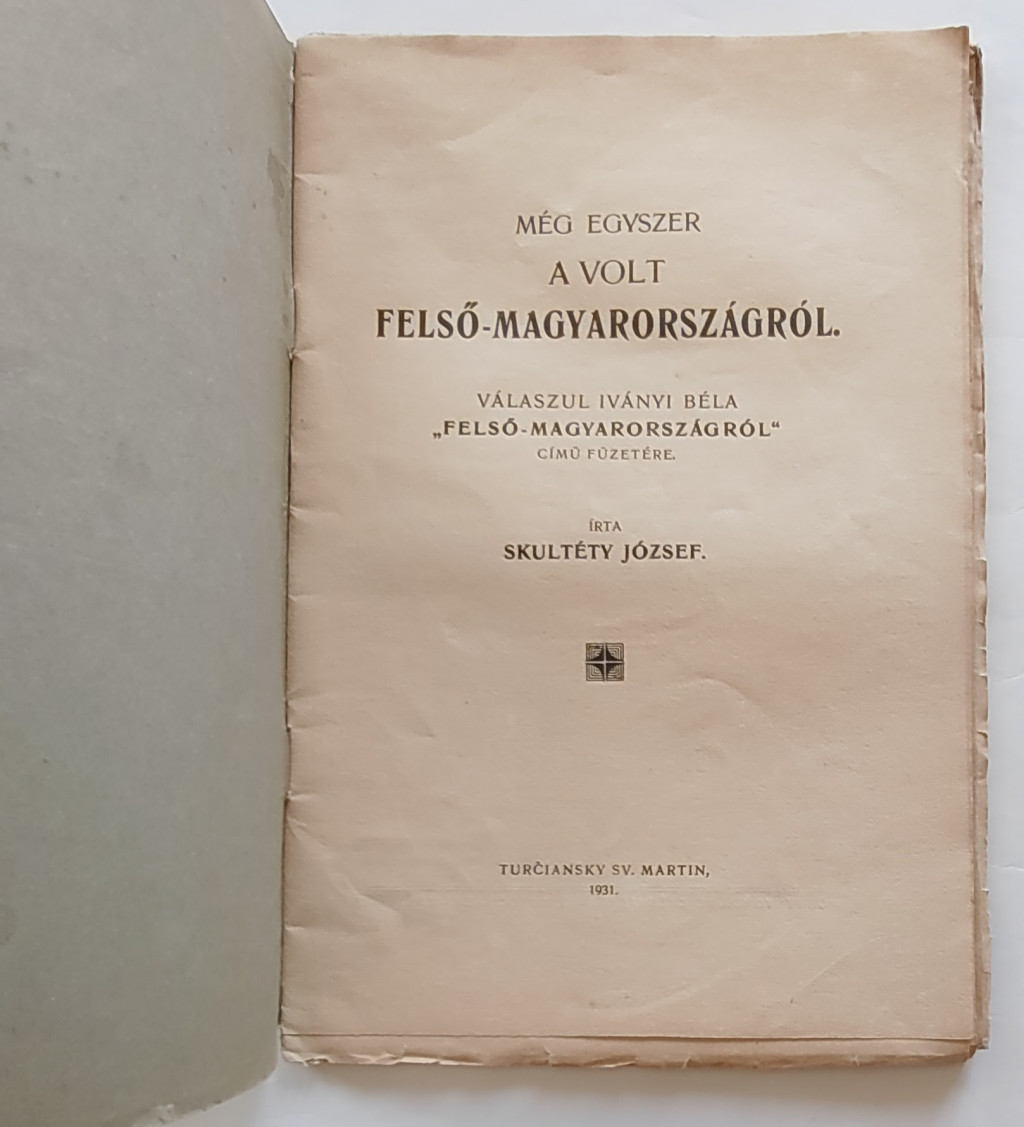 MÉG EGYSZER
A VOLT
FELSŐ-MAGYARORSZÁGRÓL.
VÁLASZUL IVÁNYI BÉLA
„FELSŐ-MAGYARORSZÁGRÓL“
CÍMŰ FÜZETÉRE.
ÍRTA
SKULTÉTY JÓZSEF.
TURČIANSKY SV. MARTIN,
1931.